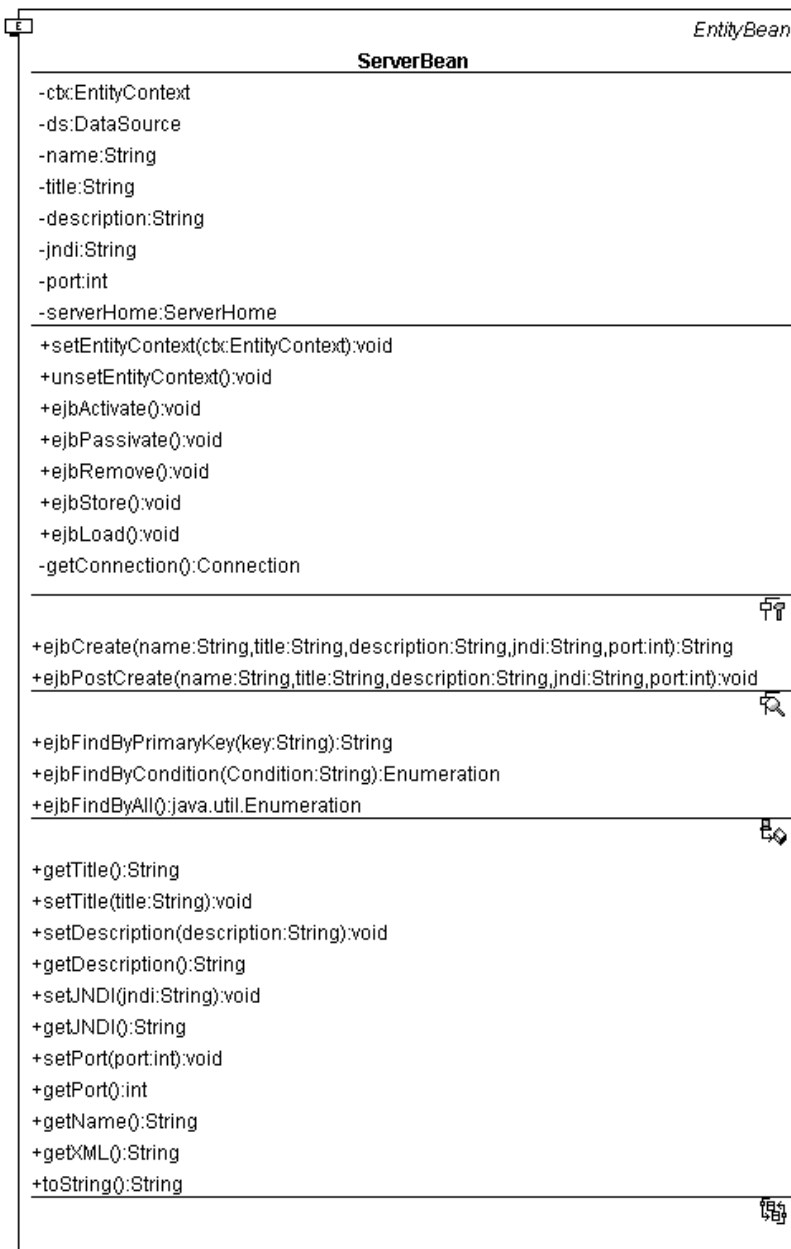 E
EntityBean
ServerBean
-ctx:EntityContext
-ds:DataSource
-name:String
-title:String
-description:String
-jndi:String
-port:int
-serverHome:ServerHome
+setEntityContext(ctx:EntityContext):void
+unsetEntityContext():void
+ejbActivate():void
+ejbPassivate():void
+ejbRemove():void
+ejbStore():void
+ejbLoad():void
-getConnection():Connection
+ejbCreate(name:String,title:String,description:String,jndi:String,port:int):String
+ejbPostCreate(name:String,title:String,description:String,jndi:String,port:int):void
+ejbFindByPrimaryKey(key:String):String
+ejbFindByCondition(Condition:String):Enumeration
+ejbFindByAll():java.util.Enumeration
+getTitle():String
+setTitle(title:String):void
+setDescription(description:String):void
+getDescription():String
+setJNDI(jndi:String):void
+getJNDI():String
+setPort(port:int):void
+getPort():int
+getName():String
+getXML():String
+toString():String